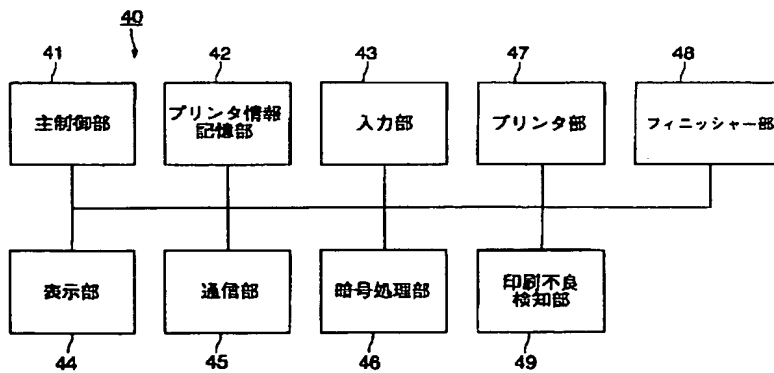 40
41
42
43
47
48
主制御部
プリンタ情報
記憶部
入力部
プリンタ部
フィニッシャー部
表示部
通信部
暗号処理部
印刷不良
検知部
44
45
46
49